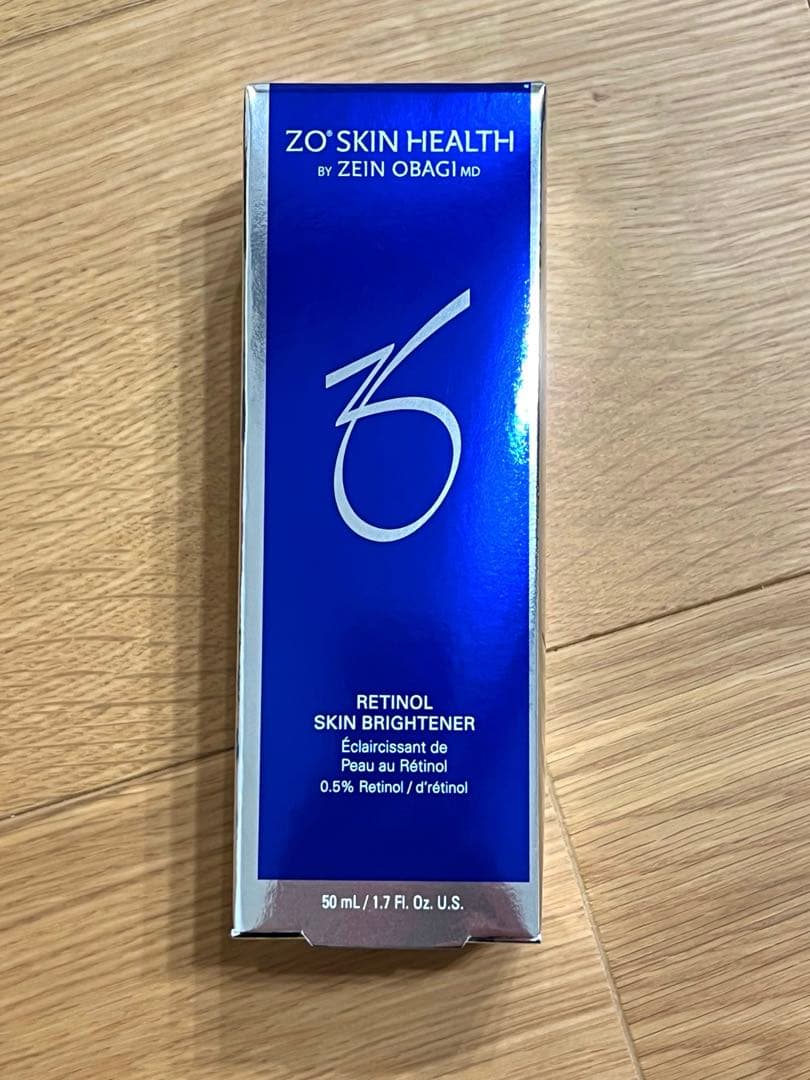 ZO® SKIN HEALTH
BY ZEIN OBAGI MD
RETINOL
SKIN BRIGHTENER
Éclaircissant de
Peau au Rétinol
0.5% Retinol / d'rétinol
50 mL / 1.7 Fl. Oz. U.S.